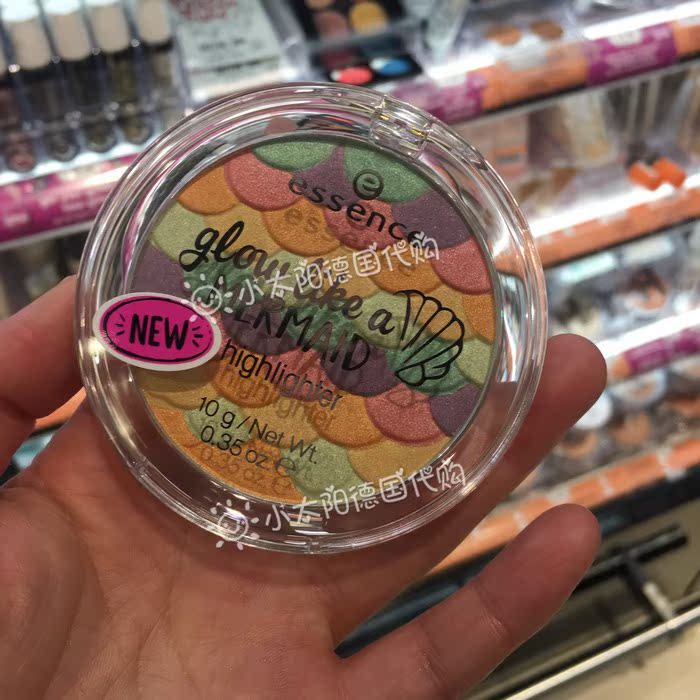 essence
glow like a
MERMAID
highlighter
10 g / Net Wt.
0.35 oz. e
NEW
小太阳德国代购
小太阳德国代购